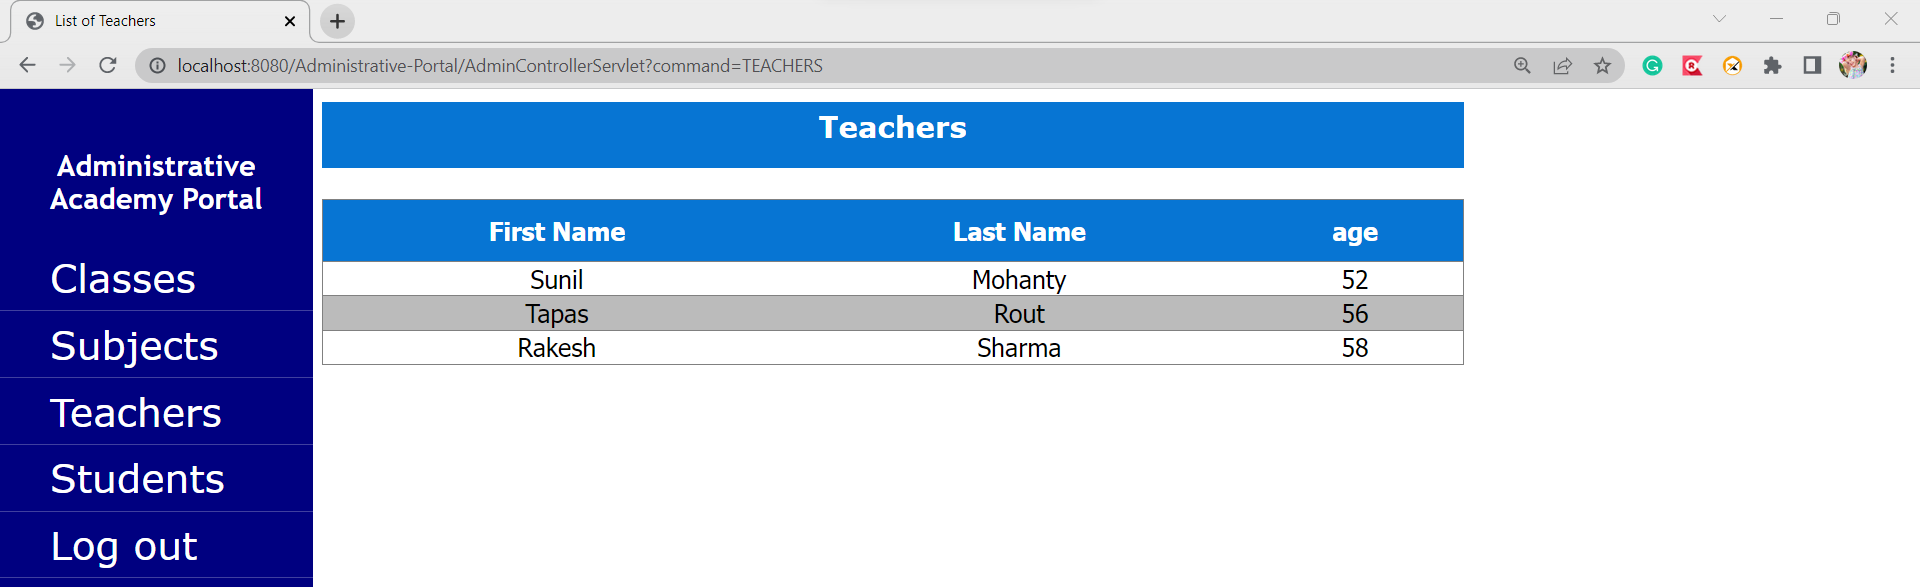 List of Teachers
localhost:8080/Administrative-Portal/AdminControllerServlet?command=TEACHERS
Administrative
Academy Portal
Classes
Subjects
Teachers
Students
Log out
Teachers
First Name Last Name age
Sunil Mohanty 52
Tapas Rout 56
Rakesh Sharma 58